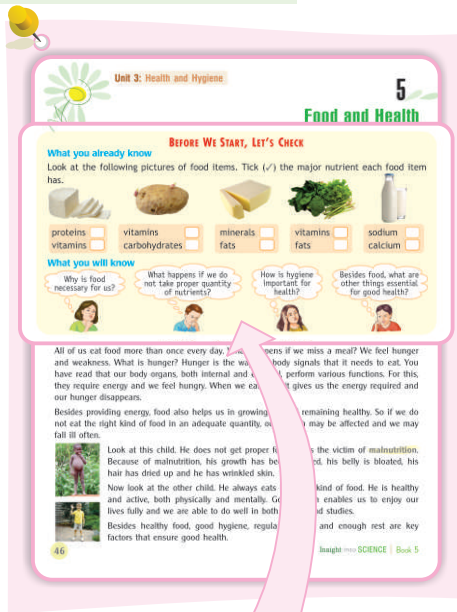 Unit 3: Health and Hygiene
5
Food and Health
BEFORE WE START, LET'S CHECK
What you already know
Look at the following pictures of food items. Tick (✓) the major nutrient each food item
has.
proteins
vitamins
vitamins
carbohydrates
minerals
fats
vitamins
fats
sodium
calcium
What you will know
Why is food
necessary for us?
What happens if we do
not take proper quantity
of nutrients?
How is hygiene
important for
health?
Besides food, what are
other things essential
for good health?
All of us eat food more than once every day. happens if we miss a meal? We feel hunger
and weakness. What is hunger? Hunger is the body signals that it needs to eat. You
have read that our body organs, both internal and perform various functions. For this,
they require energy and we feel hungry. When we it gives us the energy required and
our hunger disappears.
Besides providing energy, food also helps us in growing remaining healthy. So if we do
not eat the right kind of food in an adequate quantity, may be affected and we may
fall ill often.
Look at this child. He does not get proper the victim of malnutrition.
Because of malnutrition, his growth has his belly is bloated, his
hair has dried up and he has wrinkled skin.
Now look at the other child. He always eats kind of food. He is healthy
and active, both physically and mentally. enables us to enjoy our
lives fully and we are able to do well in both studies.
Besides healthy food, good hygiene, and enough rest are key
factors that ensure good health.
46
Insight into SCIENCE | Book 5